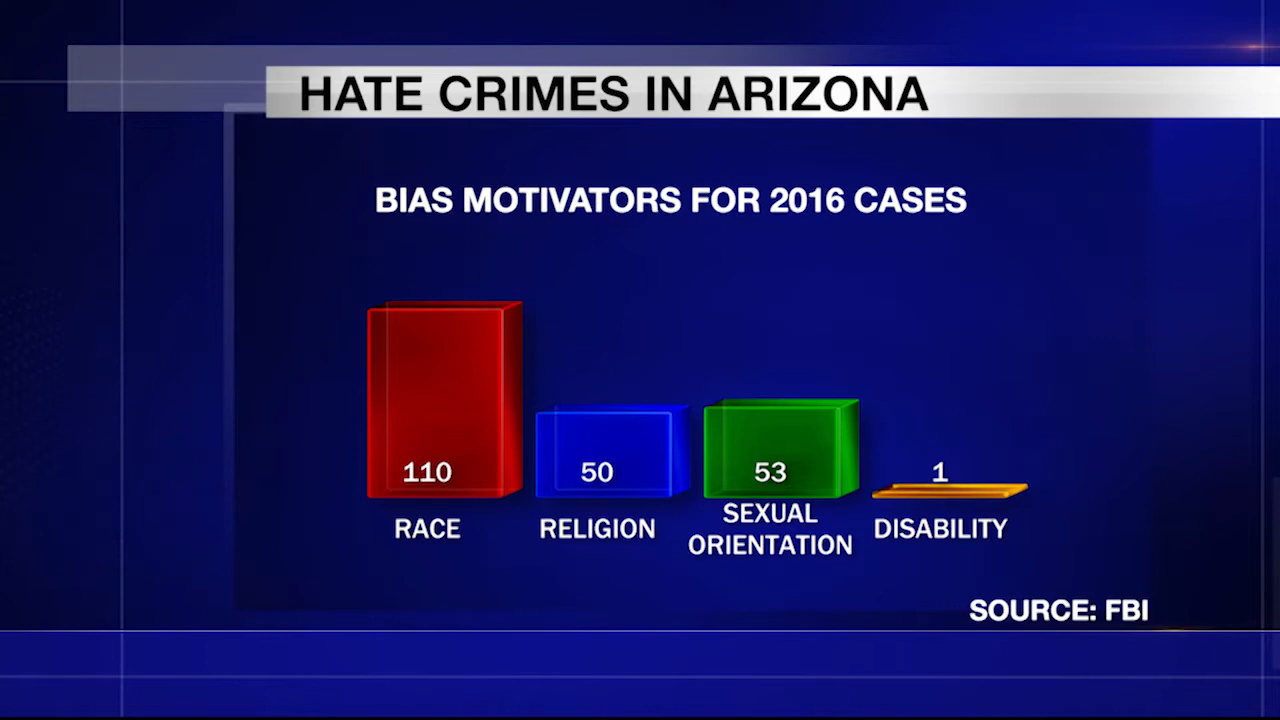 HATE CRIMES IN ARIZONA
BIAS MOTIVATORS FOR 2016 CASES
110 50 53 1
RACE RELIGION SEXUAL ORIENTATION DISABILITY
SOURCE: FBI